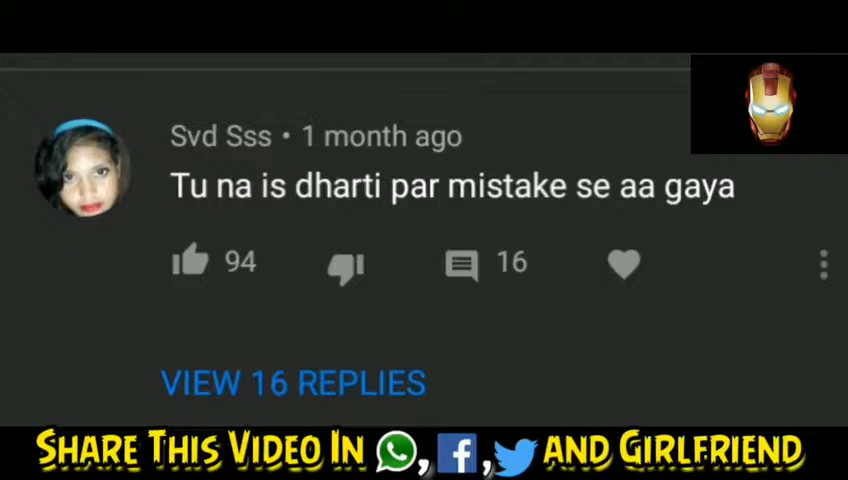 Svd Sss • 1 month ago
Tu na is dharti par mistake se aa gaya
94 16
VIEW 16 REPLIES
SHARE THIS VIDEO IN , , AND GIRLFRIEND